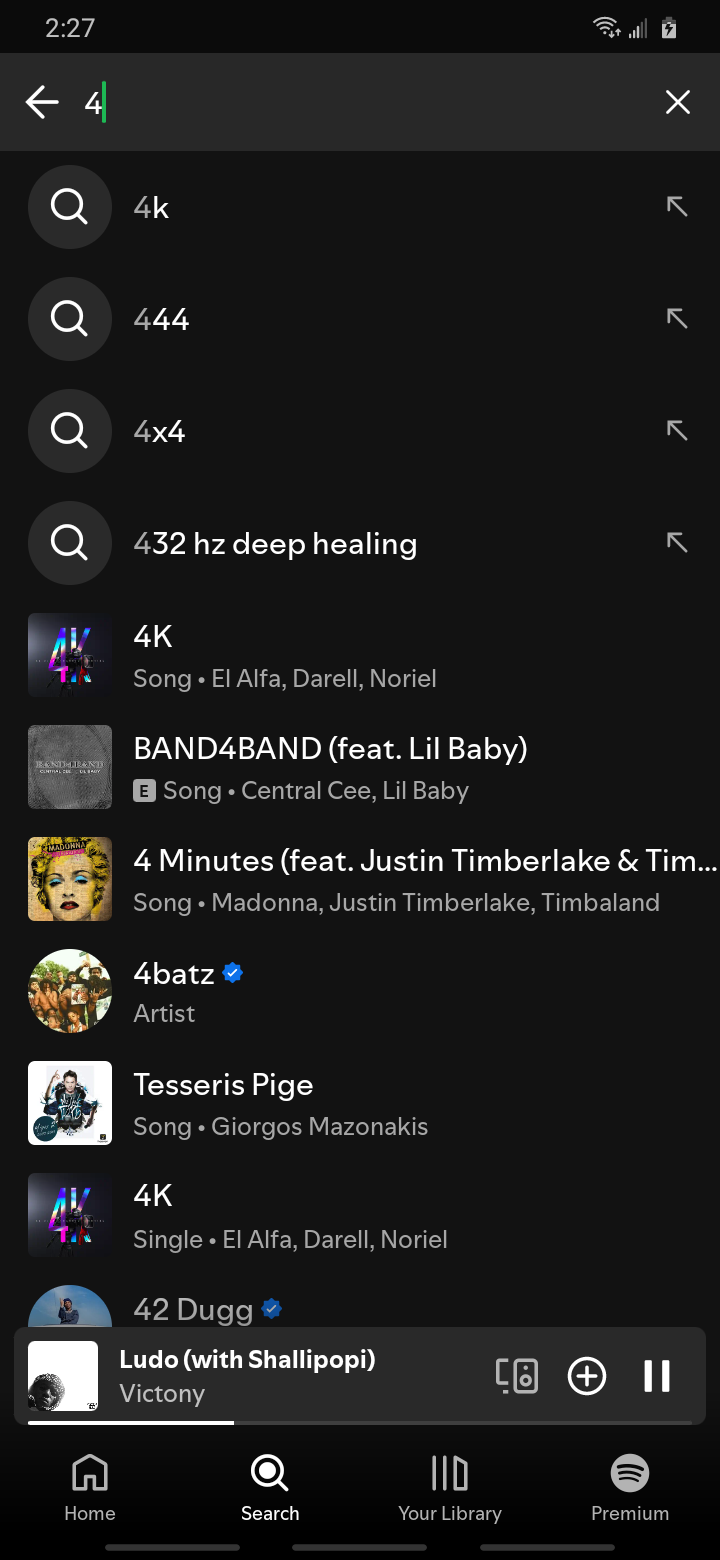 2:27
4
4k
444
4x4
432 hz deep healing
4K
Song • El Alfa, Darell, Noriel
BAND4BAND (feat. Lil Baby)
E Song • Central Cee, Lil Baby
4 Minutes (feat. Justin Timberlake & Tim...
Song • Madonna, Justin Timberlake, Timbaland
4batz
Artist
Tesseris Pige
Song • Giorgos Mazonakis
4K
Single • El Alfa, Darell, Noriel
42 Dugg
Ludo (with Shallipopi)
Victony
Home
Search
Your Library
Premium